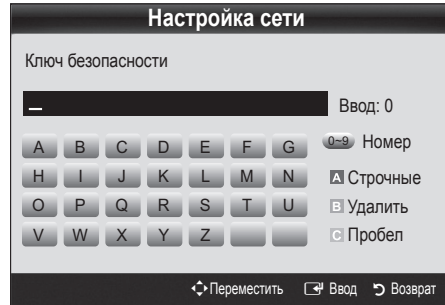 Настройка сети
Ключ безопасности
_
Ввод: 0
A B C D E F G
0~9 Номер
H I J K L M N
A Строчные
O P Q R S T U
B Удалить
V W X Y Z
C Пробел
Переместить Ввод Возврат